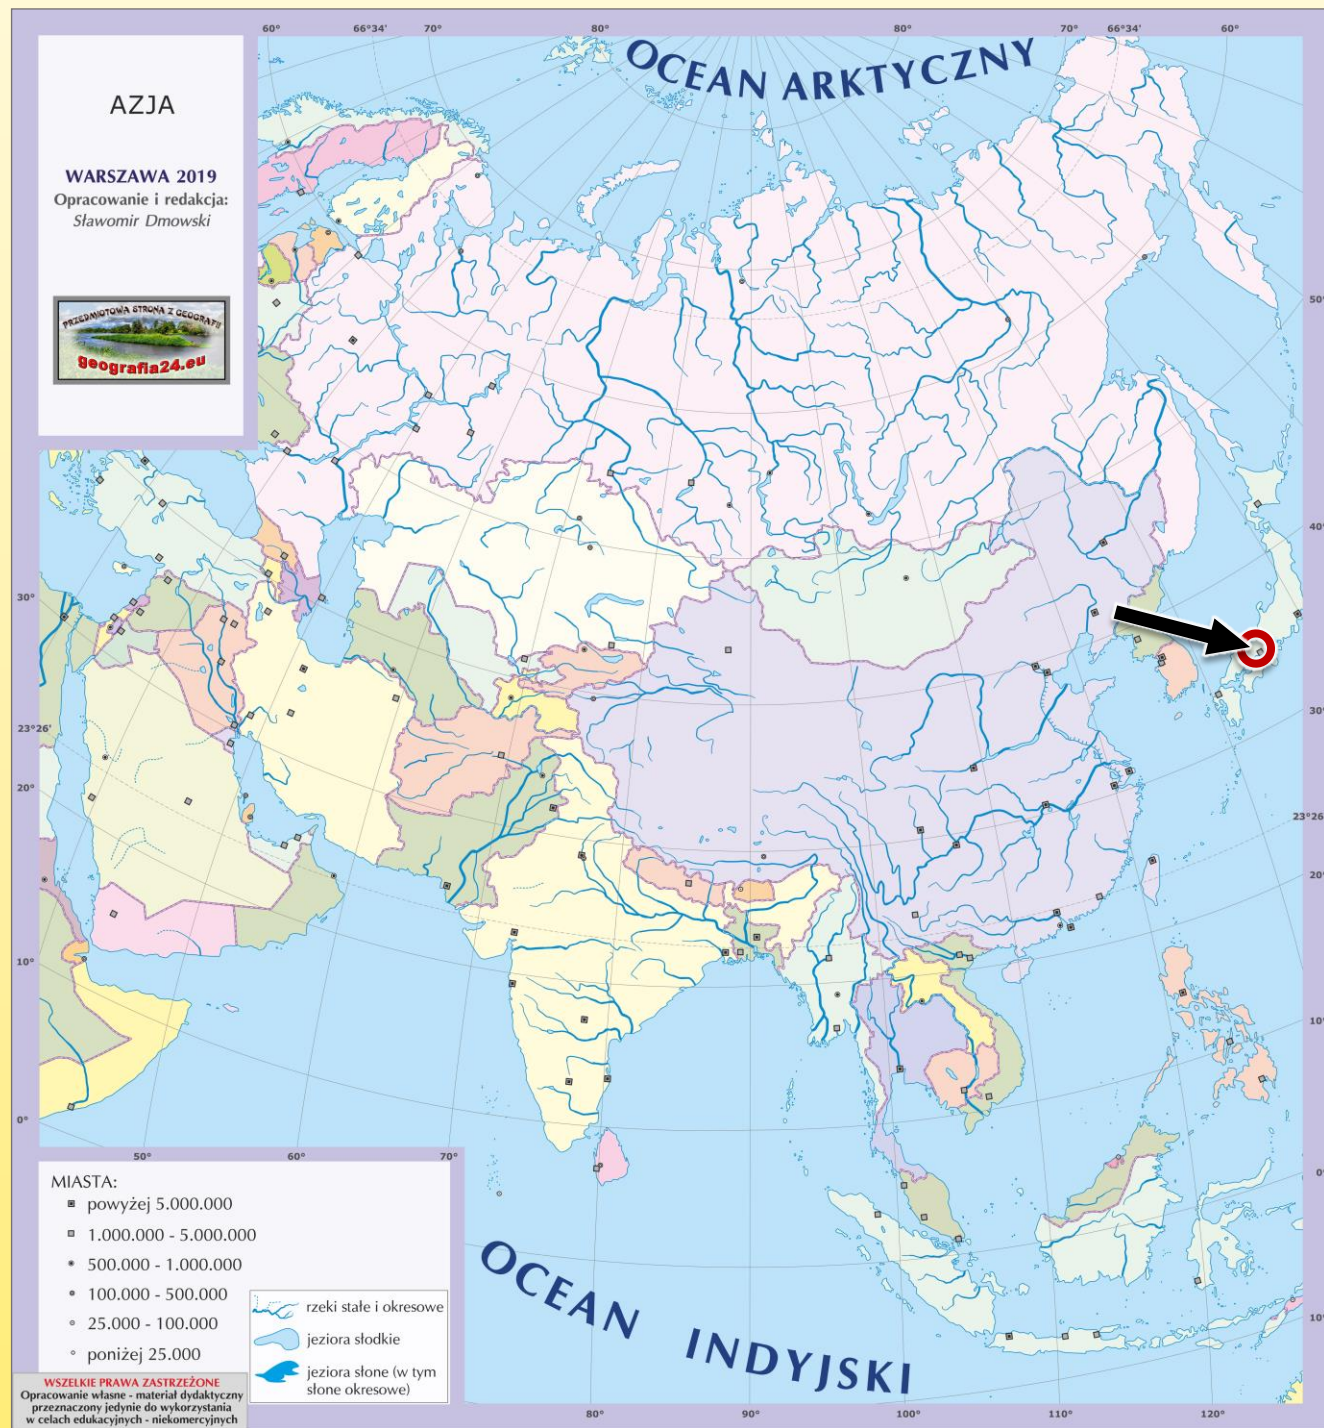 60°
66°34'
70°
80°
80°
70°
66°34'
60°
OCEAN ARKTYCZNY
AZJA
WARSZAWA 2019
Opracowanie i redakcja:
Sławomir Dmowski
PRZEDMIOTOWA STRONA Z GEOGRAFII
geografia24.eu
50°
40°
30°
30°
23°26'
20°
23°26
20°
10°
10°
0°
0°
10°
50°
60°
70°
MIASTA:
powyżej 5.000.000
1.000.000 - 5.000.000
500.000 - 1.000.000
100.000 - 500.000
25.000 - 100.000
poniżej 25.000
rzeki stałe i okresowe
jeziora słodkie
jeziora słone (w tym
słone okresowe)
OCEAN INDYJSKI
WSZELKIE PRAWA ZASTRZEŻONE
Opracowanie własne - materiał dydaktyczny
przeznaczony jedynie do wykorzystania
w celach edukacyjnych - niekomercyjnych
80°
90°
100°
110°
120°